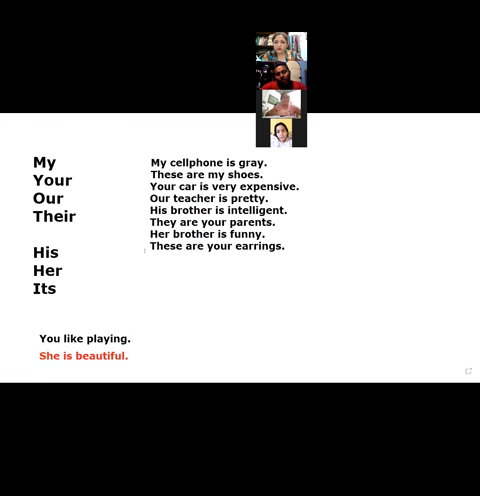 My
Your
Our
Their
His
Her
Its
My cellphone is gray.
These are my shoes.
Your car is very expensive.
Our teacher is pretty.
His brother is intelligent.
They are your parents.
Her brother is funny.
These are your earrings.
You like playing.
She is beautiful.